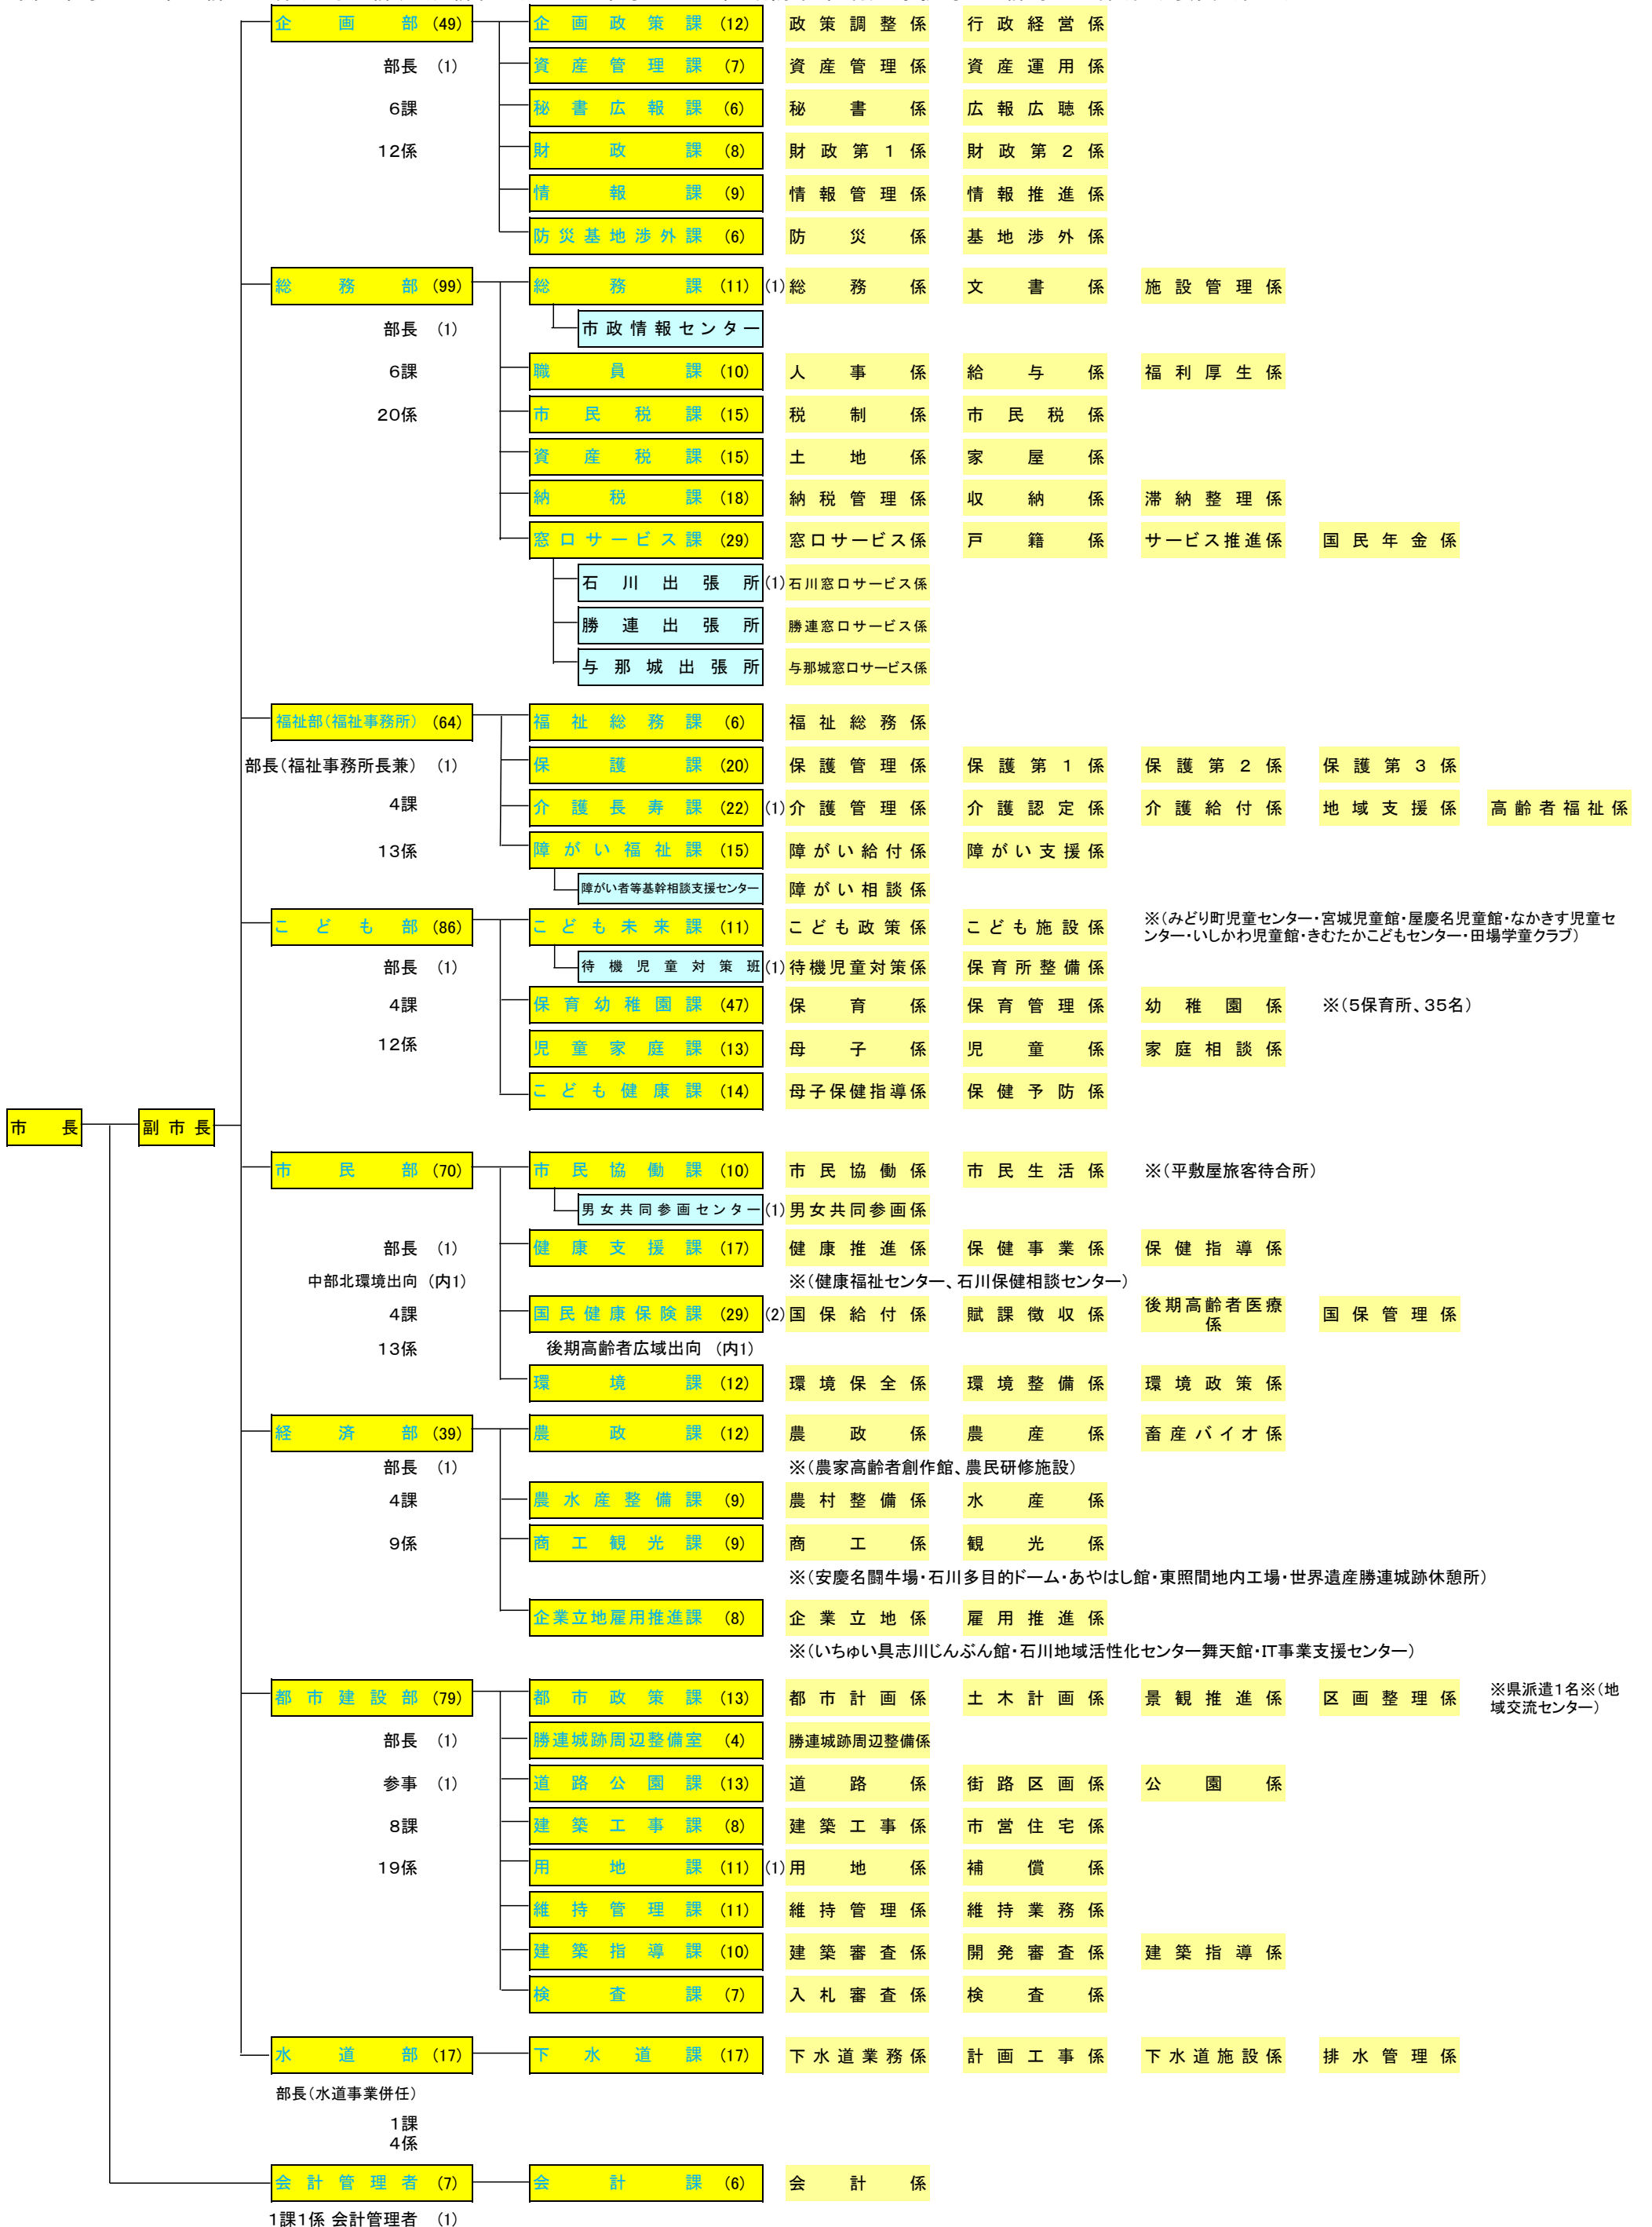 企画部 (49) 企画政策課 (12) 政策調整係 行政経営係
部長 (1) 資産管理課 (7) 資産管理係 資産運用係
6課 秘書広報課 (6) 秘書係 広報広聴係
12係 財政課 (8) 財政第1係 財政第2係
情報課 (9) 情報管理係 情報推進係
防災基地渉外課 (6) 防災係 基地渉外係
総務部 (99) 総務課 (11) (1) 総務係 文書係 施設管理係
部長 (1) 市政情報センター
6課 職員課 (10) 人事係 給与係 福利厚生係
20係 市民税課 (15) 税制係 市民税係
資産税課 (15) 土地係 家屋係
納税課 (18) 納税管理係 収納係 滞納整理係
窓口サービス課 (29) 窓口サービス係 戸籍係 サービス推進係 国民年金係
石川出張所 (1) 石川窓口サービス係
勝連出張所 勝連窓口サービス係
与那城出張所 与那城窓口サービス係
福祉部(福祉事務所) (64) 福祉総務課 (6) 福祉総務係
部長(福祉事務所長兼) (1) 保護課 (20) 保護管理係 保護第1係 保護第2係 保護第3係
4課 介護長寿課 (22) (1) 介護管理係 介護認定係 介護給付係 地域支援係 高齢者福祉係
13係 障がい福祉課 (15) 障がい給付係 障がい支援係
障がい者等基幹相談支援センター 障がい相談係
こども部 (86) こども未来課 (11) こども政策係 こども施設係 ※(みどり町児童センター・宮城児童館・屋慶名児童館・なかきす児童セ
ンター・いしかわ児童館・きむたかこどもセンター・田場学童クラブ)
部長 (1) 待機児童対策班 (1) 待機児童対策係 保育所整備係
4課 保育幼稚園課 (47) 保育係 保育管理係 幼稚園係 ※(5保育所、35名)
12係 児童家庭課 (13) 母子係 児童係 家庭相談係
こども健康課 (14) 母子保健指導係 保健予防係
市長 副市長
市民部 (70) 市民協働課 (10) 市民協働係 市民生活係 ※(平敷屋旅客待合所)
男女共同参画センター (1) 男女共同参画係
部長 (1) 健康支援課 (17) 健康推進係 保健事業係 保健指導係
中部北環境出向 (内1) ※(健康福祉センター、石川保健相談センター)
4課 国民健康保険課 (29) (2) 国保給付係 賦課徴収係 後期高齢者医療係 国保管理係
13係 後期高齢者広域出向 (内1)
環境課 (12) 環境保全係 環境整備係 環境政策係
経済部 (39) 農政課 (12) 農政係 農産係 畜産バイオ係
部長 (1) ※(農家高齢者創作館、農民研修施設)
4課 農水産整備課 (9) 農村整備係 水産係
9係 商工観光課 (9) 商工係 観光係
※(安慶名闘牛場・石川多目的ドーム・あやはし館・東照間地内工場・世界遺産勝連城跡休憩所)
企業立地雇用推進課 (8) 企業立地係 雇用推進係
※(いちゅい具志川じんぶん館・石川地域活性化センター舞天館・IT事業支援センター)
都市建設部 (79) 都市政策課 (13) 都市計画係 土木計画係 景観推進係 区画整理係 ※県派遣1名※(地
域交流センター)
部長 (1) 勝連城跡周辺整備室 (4) 勝連城跡周辺整備係
参事 (1) 道路公園課 (13) 道路係 街路区画係 公園係
8課 建築工事課 (8) 建築工事係 市営住宅係
19係 用地課 (11) (1) 用地係 補償係
維持管理課 (11) 維持管理係 維持業務係
建築指導課 (10) 建築審査係 開発審査係 建築指導係
検査課 (7) 入札審査係 検査係
水道部 (17) 下水道課 (17) 下水道業務係 計画工事係 下水道施設係 排水管理係
部長(水道事業併任)
1課
4係
会計管理者 (7) 会計課 (6) 会計係
1課1係 会計管理者 (1)